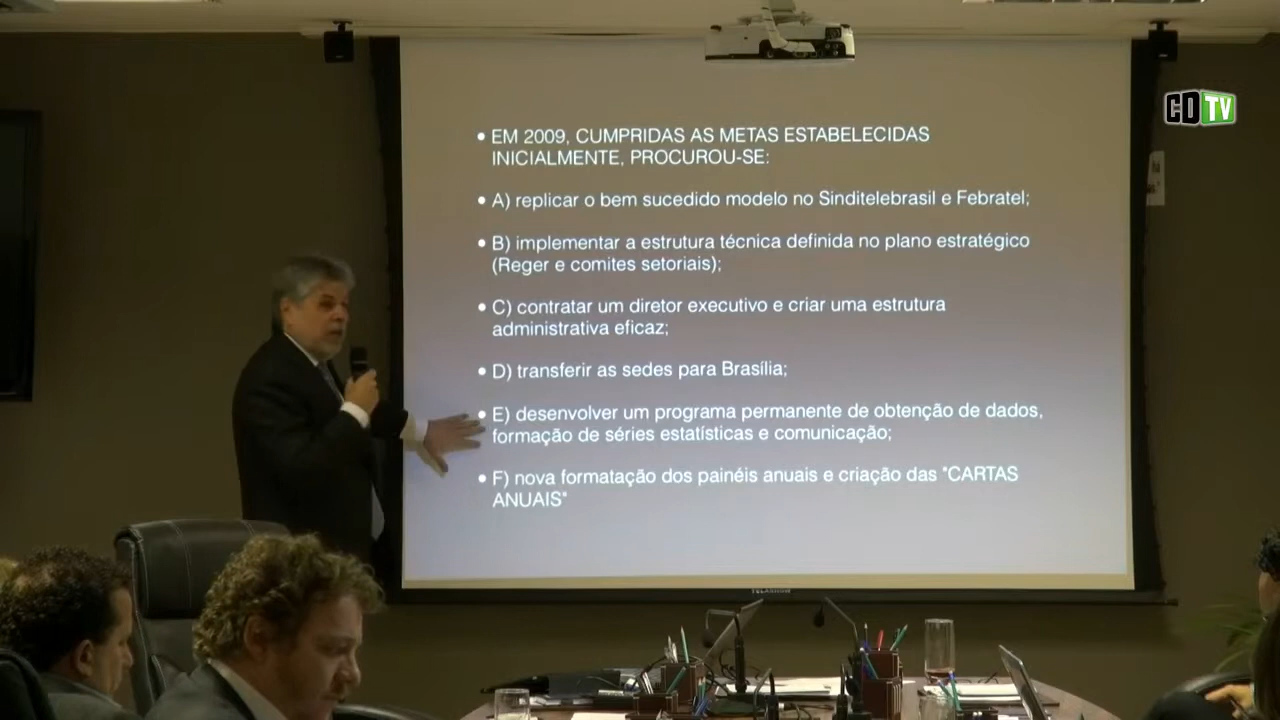 CDTV
• EM 2009, CUMPRIDAS AS METAS ESTABELECIDAS
INICIALMENTE, PROCUROU-SE:
• A) replicar o bem sucedido modelo no Sinditelebrasil e Febratel;
• B) implementar a estrutura técnica definida no plano estratégico
(Reger e comites setoriais);
• C) contratar um diretor executivo e criar uma estrutura
administrativa eficaz;
• D) transferir as sedes para Brasília;
• E) desenvolver um programa permanente de obtenção de dados,
formação de séries estatísticas e comunicação;
• F) nova formatação dos painéis anuais e criação das "CARTAS
ANUAIS"